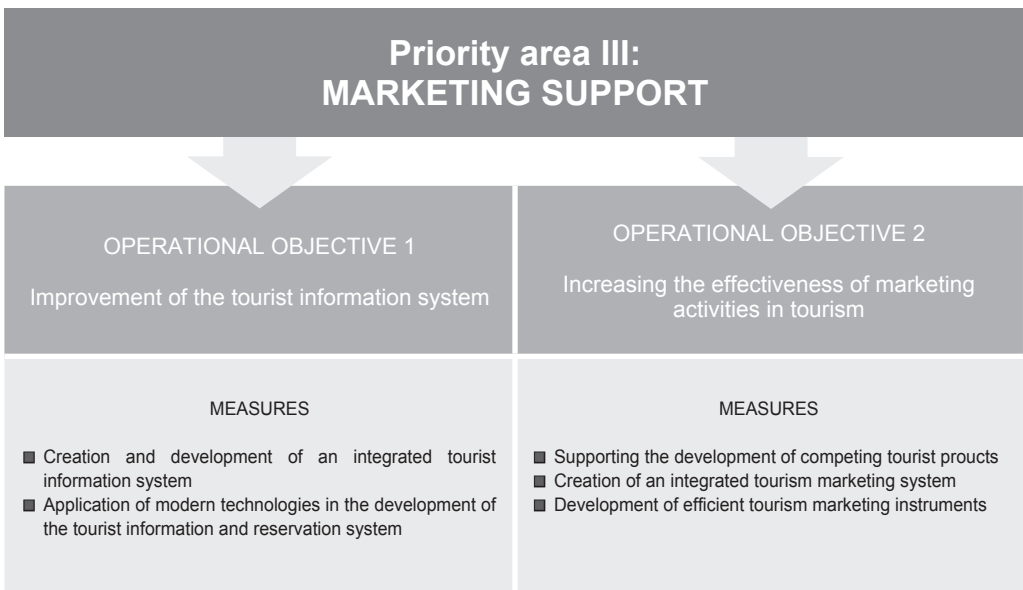 Priority area III:
MARKETING SUPPORT
OPERATIONAL OBJECTIVE 1
Improvement of the tourist information system
OPERATIONAL OBJECTIVE 2
Increasing the effectiveness of marketing
activities in tourism
MEASURES
■ Creation and development of an integrated tourist
information system
■ Application of modern technologies in the development of
the tourist information and reservation system
MEASURES
■ Supporting the development of competing tourist proucts
■ Creation of an integrated tourism marketing system
■ Development of efficient tourism marketing instruments